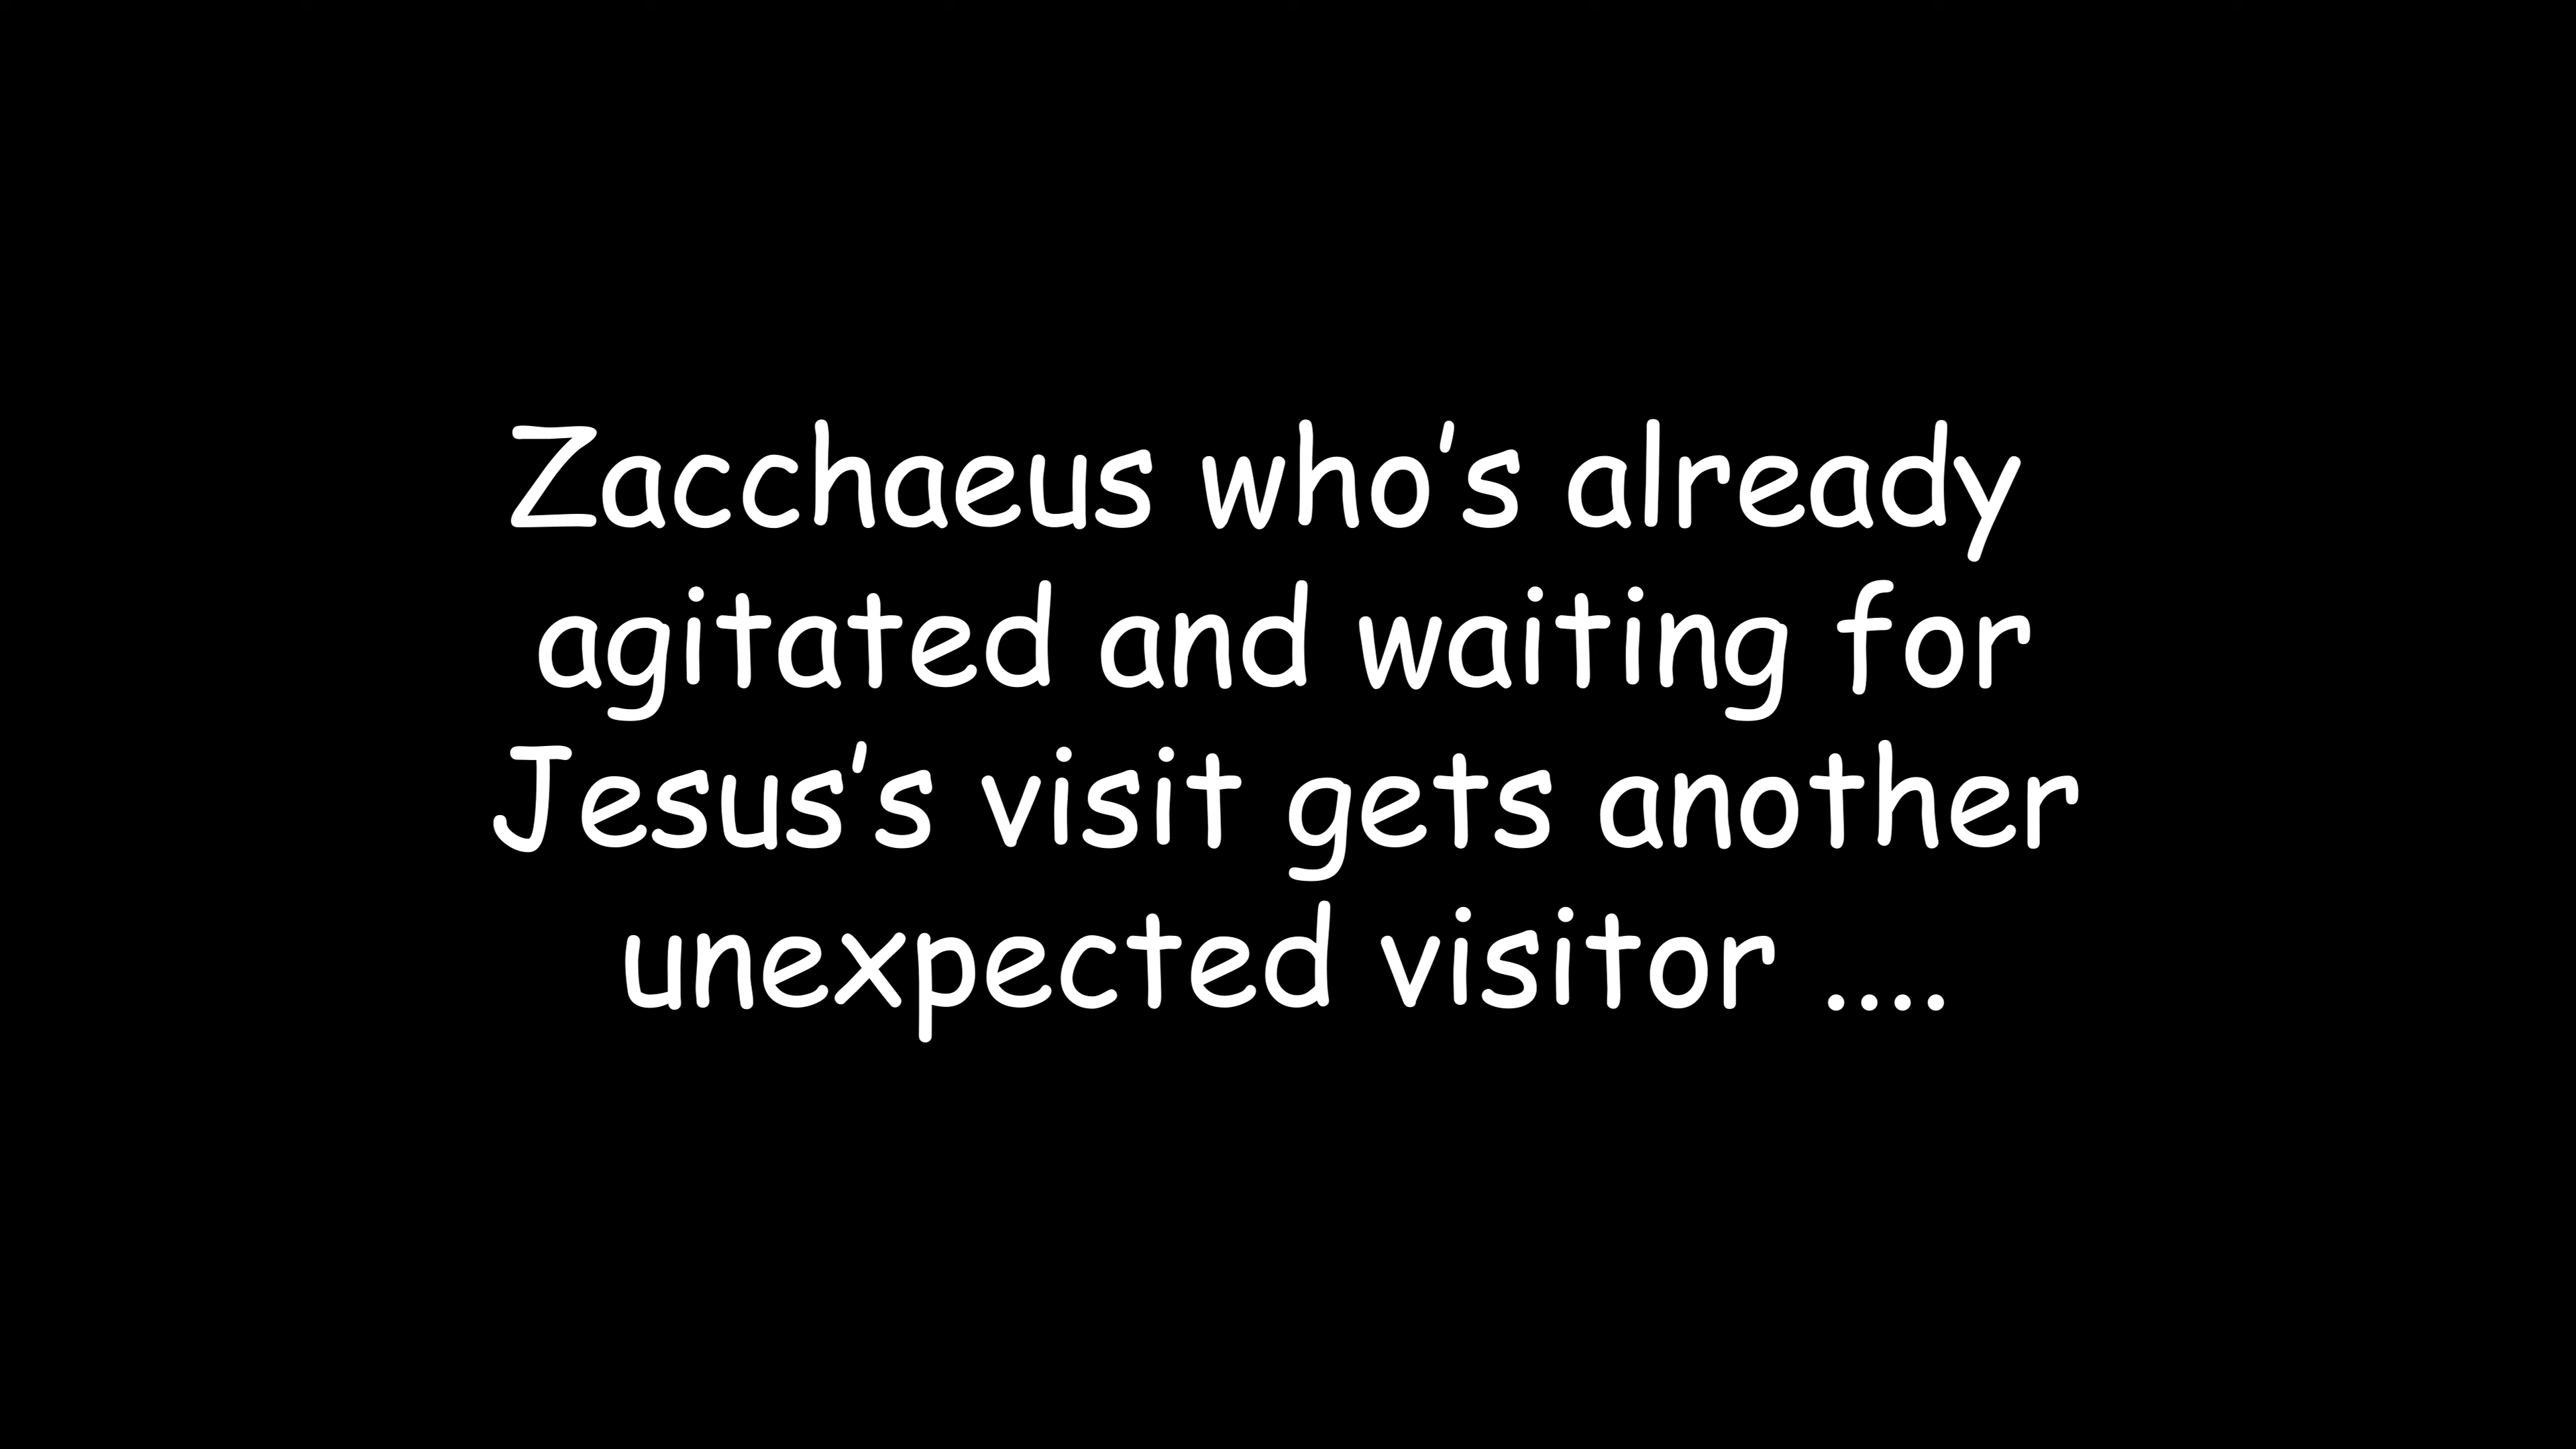 Zacchaeus who's already
agitated and waiting for
Jesus's visit gets another
unexpected visitor ....